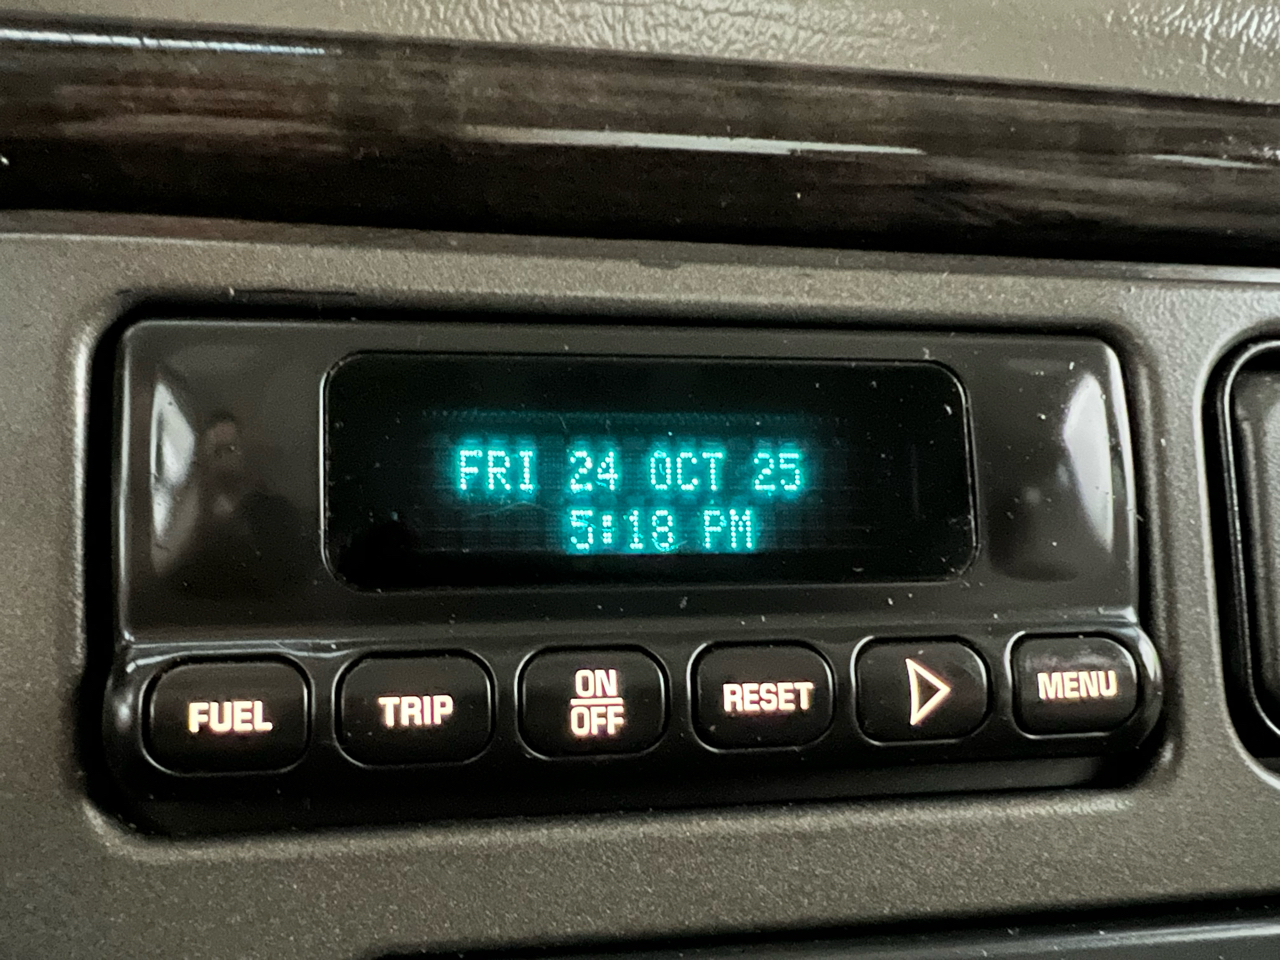 FRI 24 OCT 25
5:18 PM
FUEL TRIP ON OFF RESET MENU